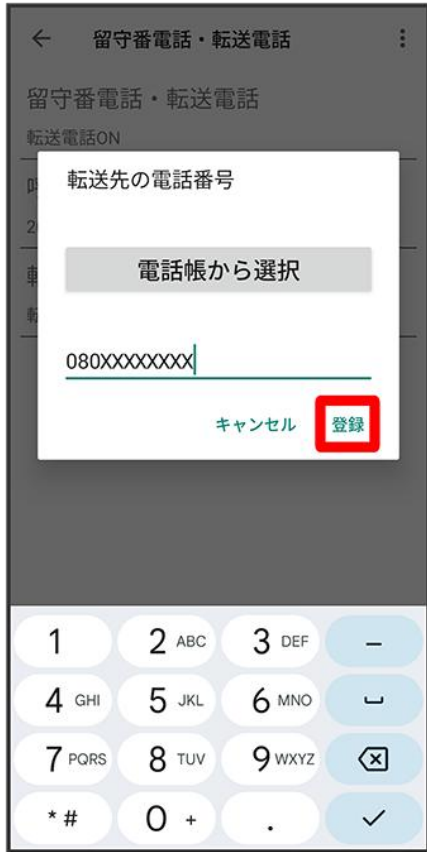 留守番電話・転送電話
留守番電話・転送電話
転送電話ON
転送先の電話番号
2
電話帳から選択
080XXXXXXXX
キャンセル 登録
1 2 ABC 3 DEF –
4 GHI 5 JKL 6 MNO
7 PQRS 8 TUV 9 WXYZ
*# 0 + .